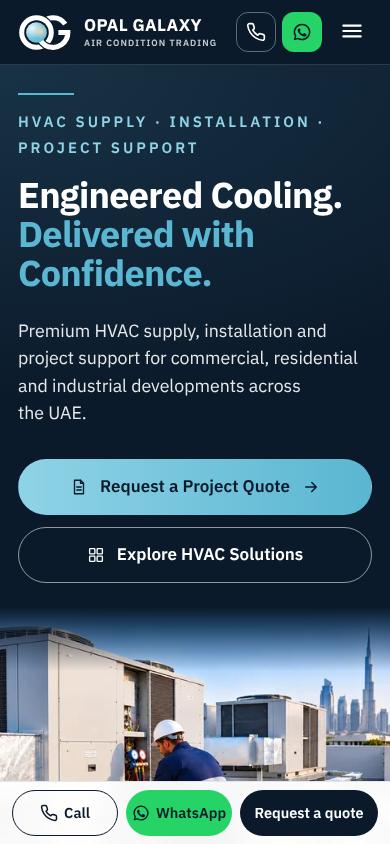 OPAL GALAXY
AIR CONDITION TRADING
HVAC SUPPLY · INSTALLATION ·
PROJECT SUPPORT
Engineered Cooling.
Delivered with
Confidence.
Premium HVAC supply, installation and
project support for commercial, residential
and industrial developments across
the UAE.
Request a Project Quote →
Explore HVAC Solutions
Call
WhatsApp
Request a quote